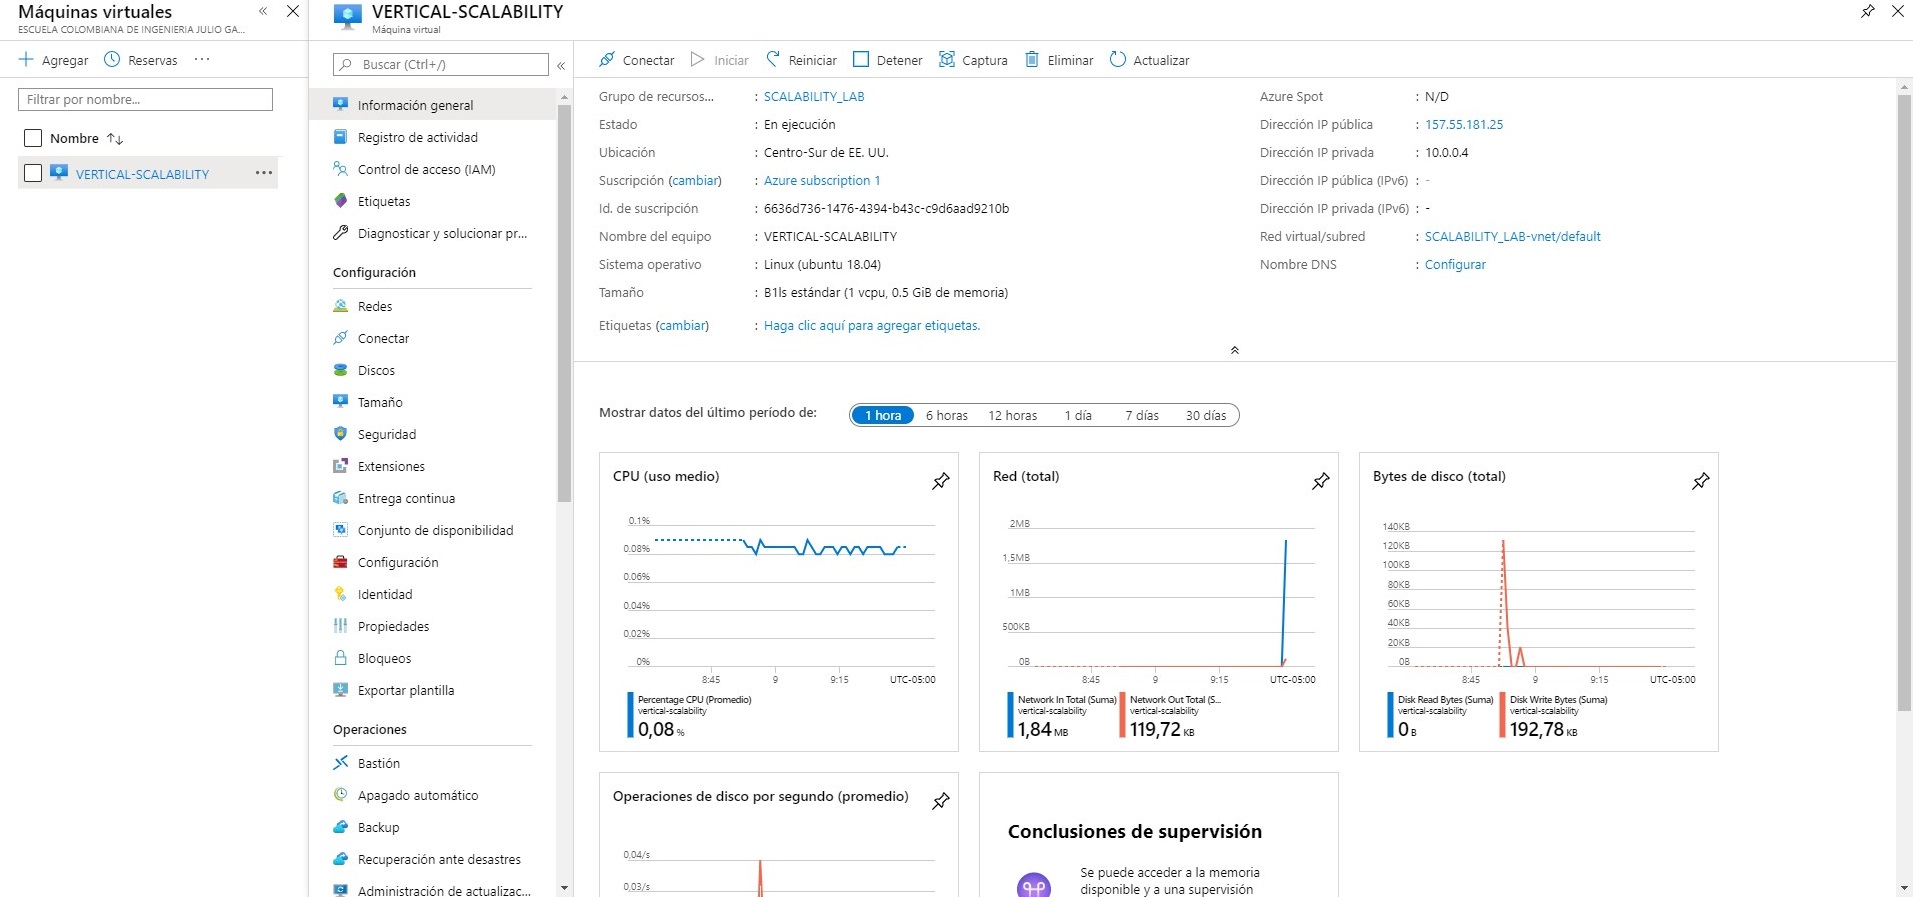 Máquinas virtuales
ESCUELA COLOMBIANA DE INGENIERIA JULIO GA...
Agregar Reservas ...
Filtrar por nombre...
Nombre
VERTICAL-SCALABILITY ...
VERTICAL-SCALABILITY
Máquina virtual
Buscar (Ctrl+/)
Información general
Registro de actividad
Control de acceso (IAM)
Etiquetas
Diagnosticar y solucionar pr...
Configuración
Redes
Conectar
Discos
Tamaño
Seguridad
Extensiones
Entrega continua
Conjunto de disponibilidad
Configuración
Identidad
Propiedades
Bloqueos
Exportar plantilla
Operaciones
Bastión
Apagado automático
Backup
Recuperación ante desastres
Administración de actualizac...
Conectar Iniciar Reiniciar Detener Captura Eliminar Actualizar
Grupo de recursos... : SCALABILITY_LAB
Estado : En ejecución
Ubicación : Centro-Sur de EE. UU.
Suscripción (cambiar) : Azure subscription 1
Id. de suscripción : 6636d736-1476-4394-b43c-c9d6aad9210b
Nombre del equipo : VERTICAL-SCALABILITY
Sistema operativo : Linux (ubuntu 18.04)
Tamaño : B1ls estándar (1 vcpu, 0.5 GiB de memoria)
Etiquetas (cambiar) : Haga clic aquí para agregar etiquetas.
Azure Spot : N/D
Dirección IP pública : 157.55.181.25
Dirección IP privada : 10.0.0.4
Dirección IP pública (IPv6) : -
Dirección IP privada (IPv6) : -
Red virtual/subred : SCALABILITY_LAB-vnet/default
Nombre DNS : Configurar
Mostrar datos del último período de: 1 hora 6 horas 12 horas 1 día 7 días 30 días
CPU (uso medio)
0.1%
0.08%
0.06%
0.04%
0.02%
0%
8:45 9 9:15 UTC-05:00
Percentage CPU (Promedio)
vertical-scalability
0,08 %
Red (total)
2MB
1,5MB
1MB
500KB
0B
8:45 9 9:15 UTC-05:00
Network In Total (Suma) Network Out Total (S...
vertical-scalability vertical-scalability
1,84 MB 119,72 KB
Bytes de disco (total)
140KB
120KB
100KB
80KB
60KB
40KB
20KB
0B
8:45 9 9:15 UTC-05:00
Disk Read Bytes (Suma) Disk Write Bytes (Suma)
vertical-scalability vertical-scalability
0 B 192,78 KB
Operaciones de disco por segundo (promedio)
0,04/s
0,03/s
Conclusiones de supervisión
Se puede acceder a la memoria
disponible y a una supervisión